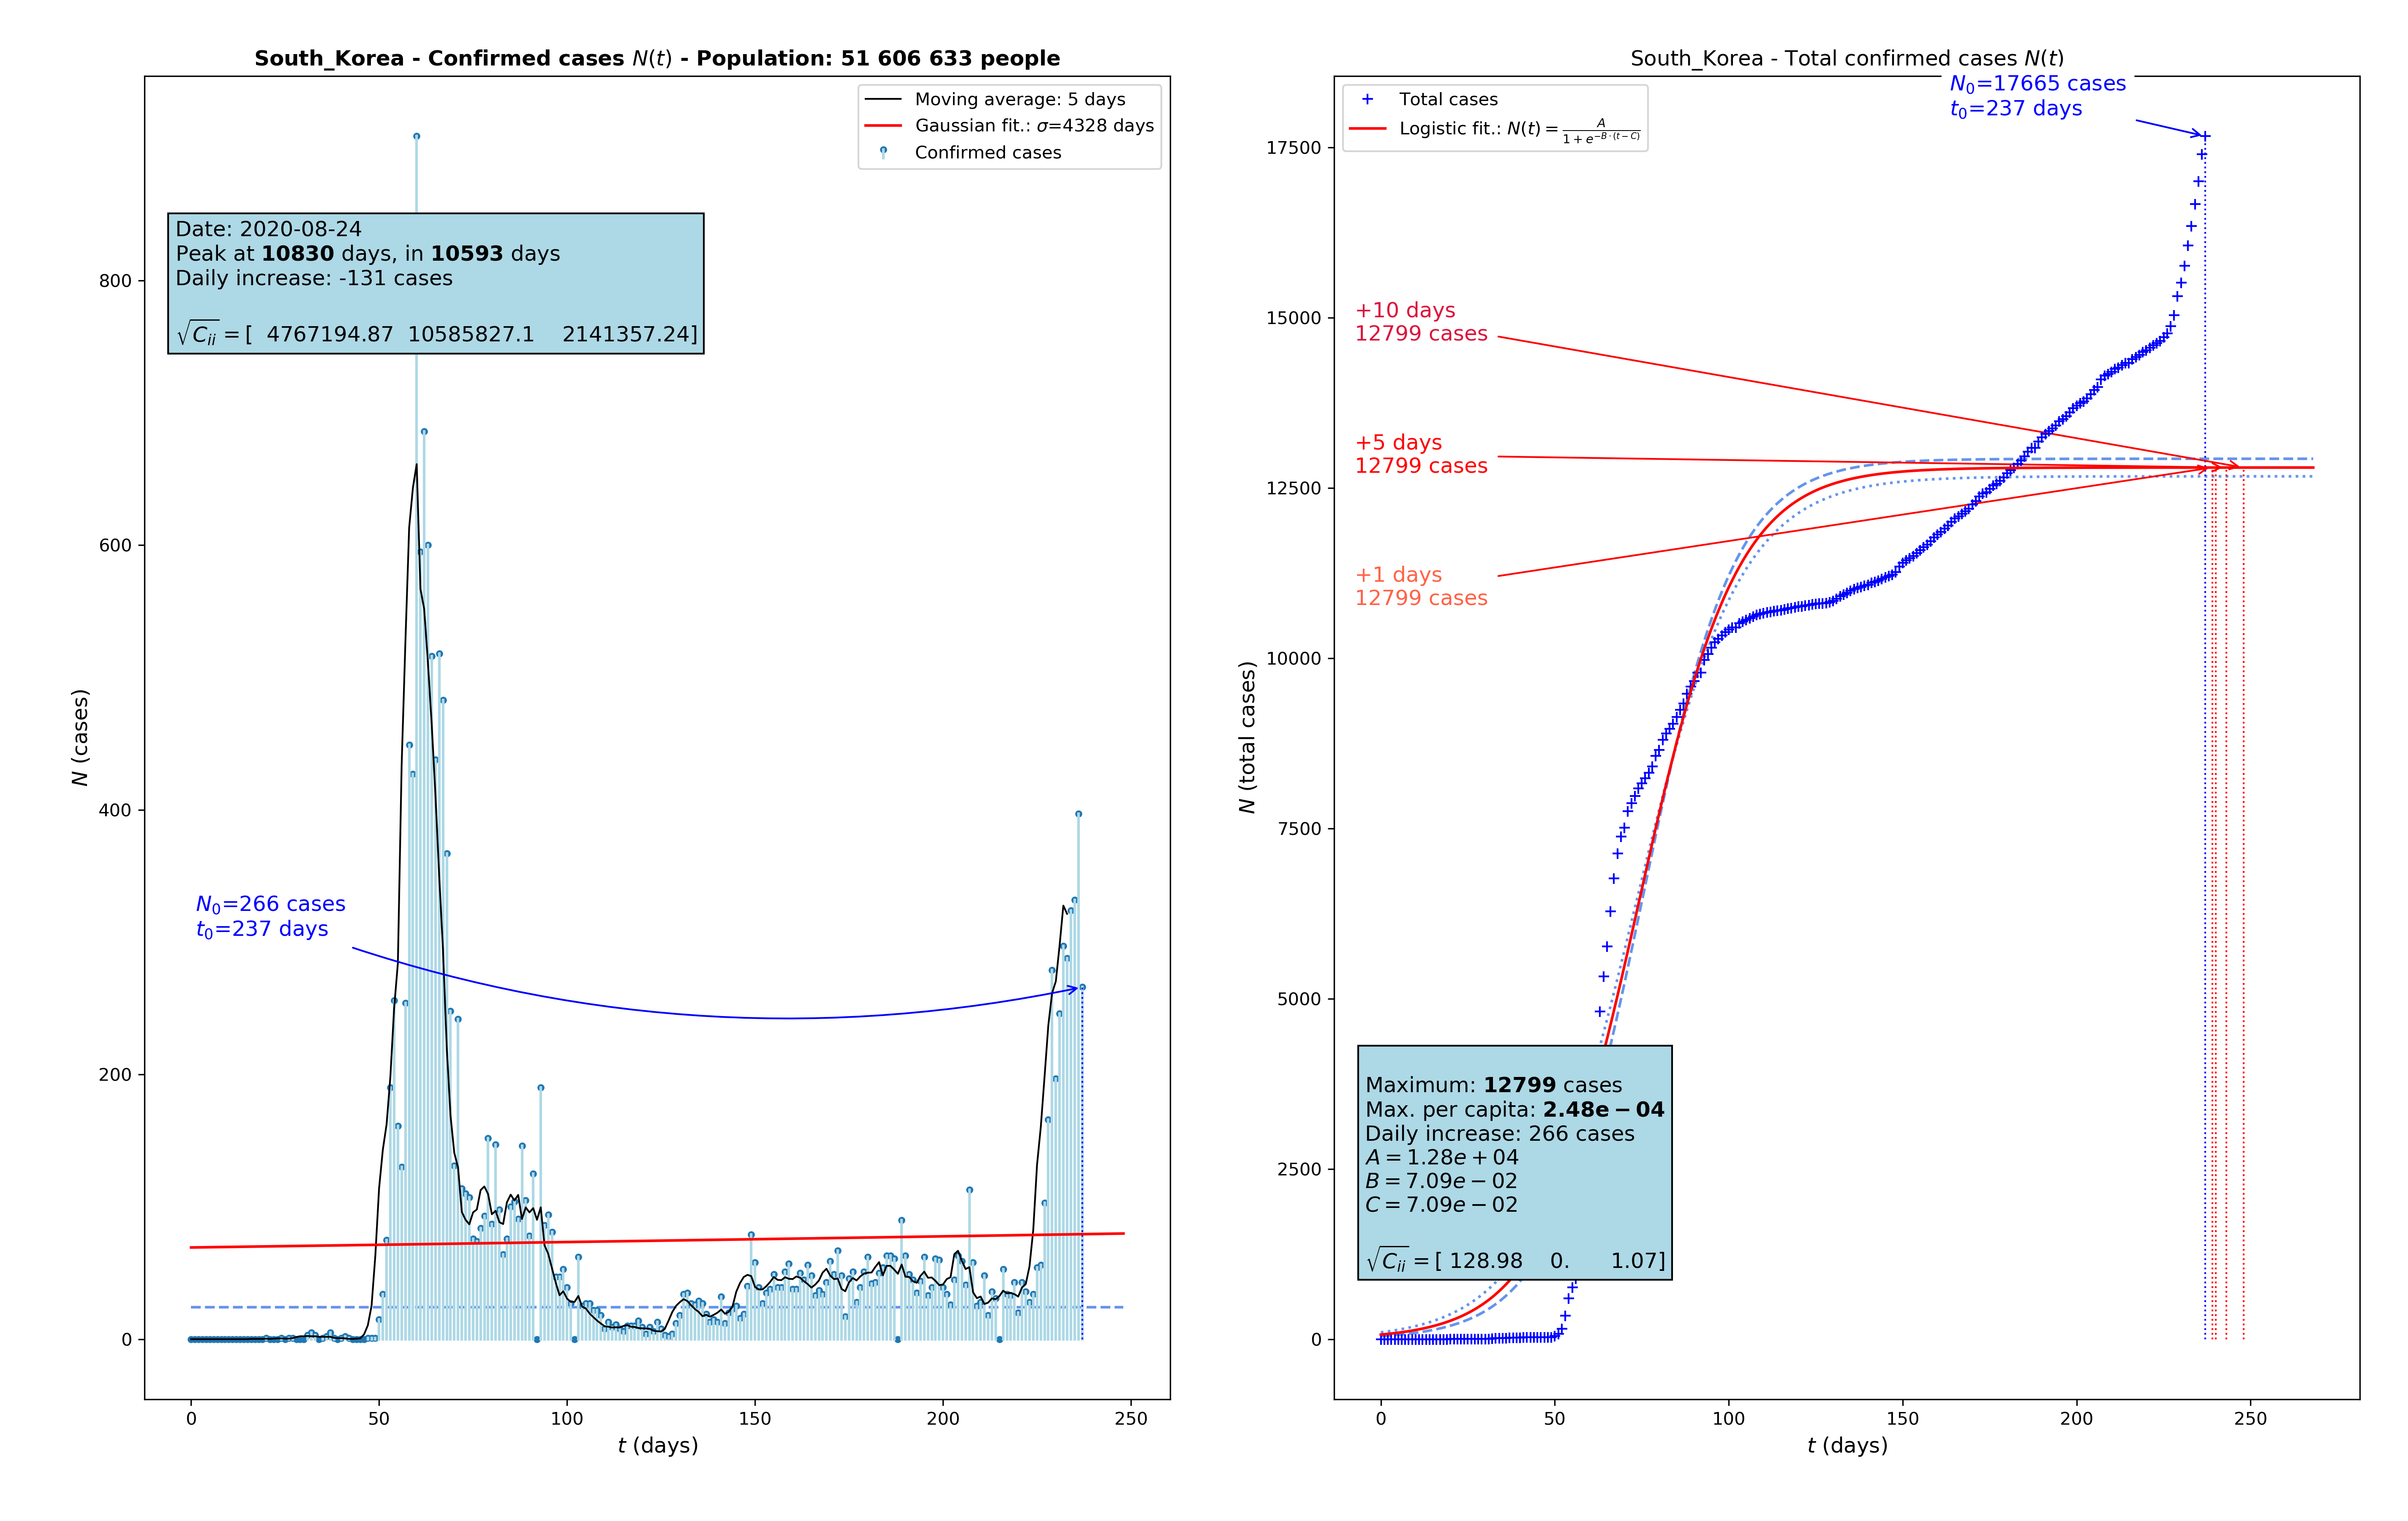 South_Korea - Confirmed cases N(t) - Population: 51 606 633 people
Moving average: 5 days
Gaussian fit.: σ=4328 days
Confirmed cases
Date: 2020-08-24
Peak at 10830 days, in 10593 days
Daily increase: -131 cases
√C_ii = [ 4767194.87 10585827.1 2141357.24]
N₀=266 cases
t₀=237 days
800
600
400
200
0
N (cases)
0 50 100 150 200 250
t (days)
South_Korea - Total confirmed cases N(t)
N₀=17665 cases
t₀=237 days
Total cases
Logistic fit.: N(t) = A / (1 + e^(−B·(t−C)))
+10 days
12799 cases
+5 days
12799 cases
+1 days
12799 cases
Maximum: 12799 cases
Max. per capita: 2.48e − 04
Daily increase: 266 cases
A = 1.28e + 04
B = 7.09e − 02
C = 7.09e − 02
√C_ii = [ 128.98 0. 1.07]
17500
15000
12500
10000
7500
5000
2500
0
N (total cases)
0 50 100 150 200 250
t (days)